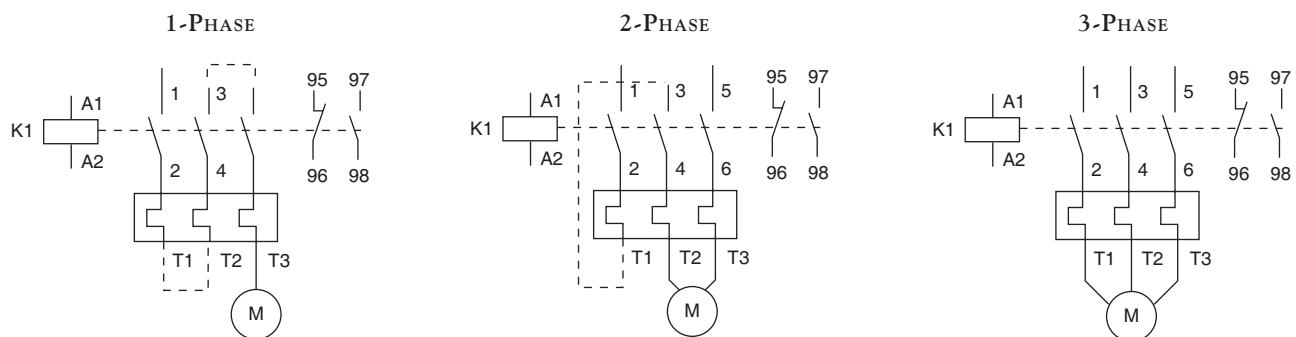 1-PHASE
1 3 95 97
A1
K1
A2
2 4 96 98
T1 T2 T3
M
2-PHASE
1 3 5 95 97
A1
K1
A2
2 4 6 96 98
T1 T2 T3
M
3-PHASE
1 3 5 95 97
A1
K1
A2
2 4 6 96 98
T1 T2 T3
M